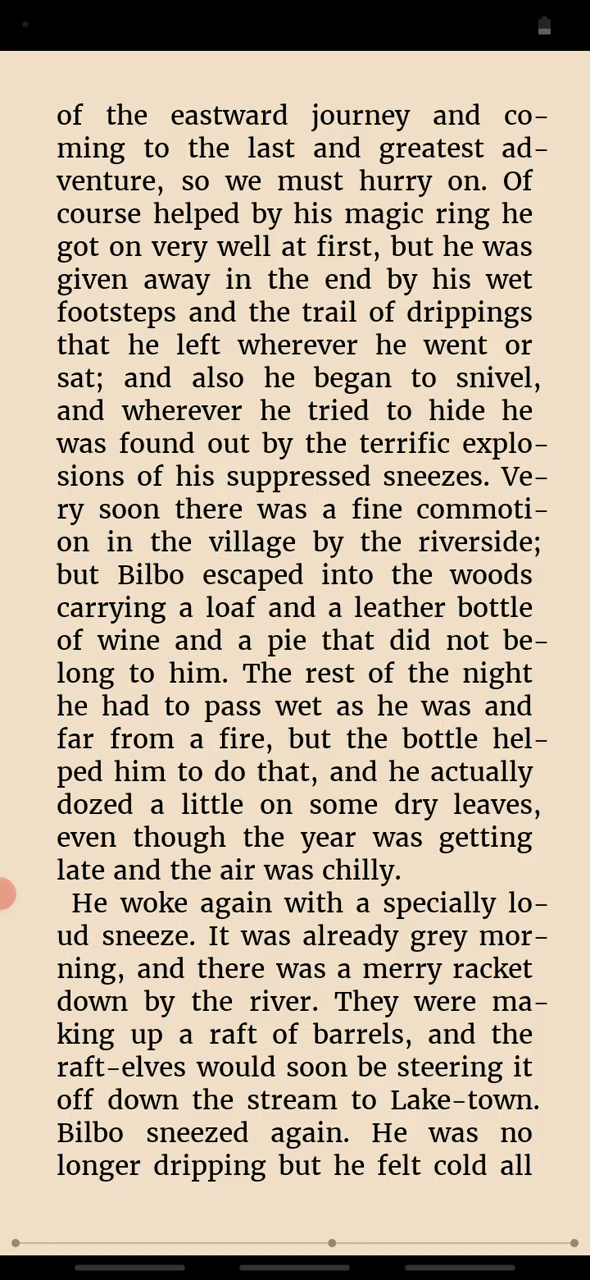 of the eastward journey and co-
ming to the last and greatest ad-
venture, so we must hurry on. Of
course helped by his magic ring he
got on very well at first, but he was
given away in the end by his wet
footsteps and the trail of drippings
that he left wherever he went or
sat; and also he began to snivel,
and wherever he tried to hide he
was found out by the terrific explo-
sions of his suppressed sneezes. Ve-
ry soon there was a fine commoti-
on in the village by the riverside;
but Bilbo escaped into the woods
carrying a loaf and a leather bottle
of wine and a pie that did not be-
long to him. The rest of the night
he had to pass wet as he was and
far from a fire, but the bottle hel-
ped him to do that, and he actually
dozed a little on some dry leaves,
even though the year was getting
late and the air was chilly.
He woke again with a specially lo-
ud sneeze. It was already grey mor-
ning, and there was a merry racket
down by the river. They were ma-
king up a raft of barrels, and the
raft-elves would soon be steering it
off down the stream to Lake-town.
Bilbo sneezed again. He was no
longer dripping but he felt cold all